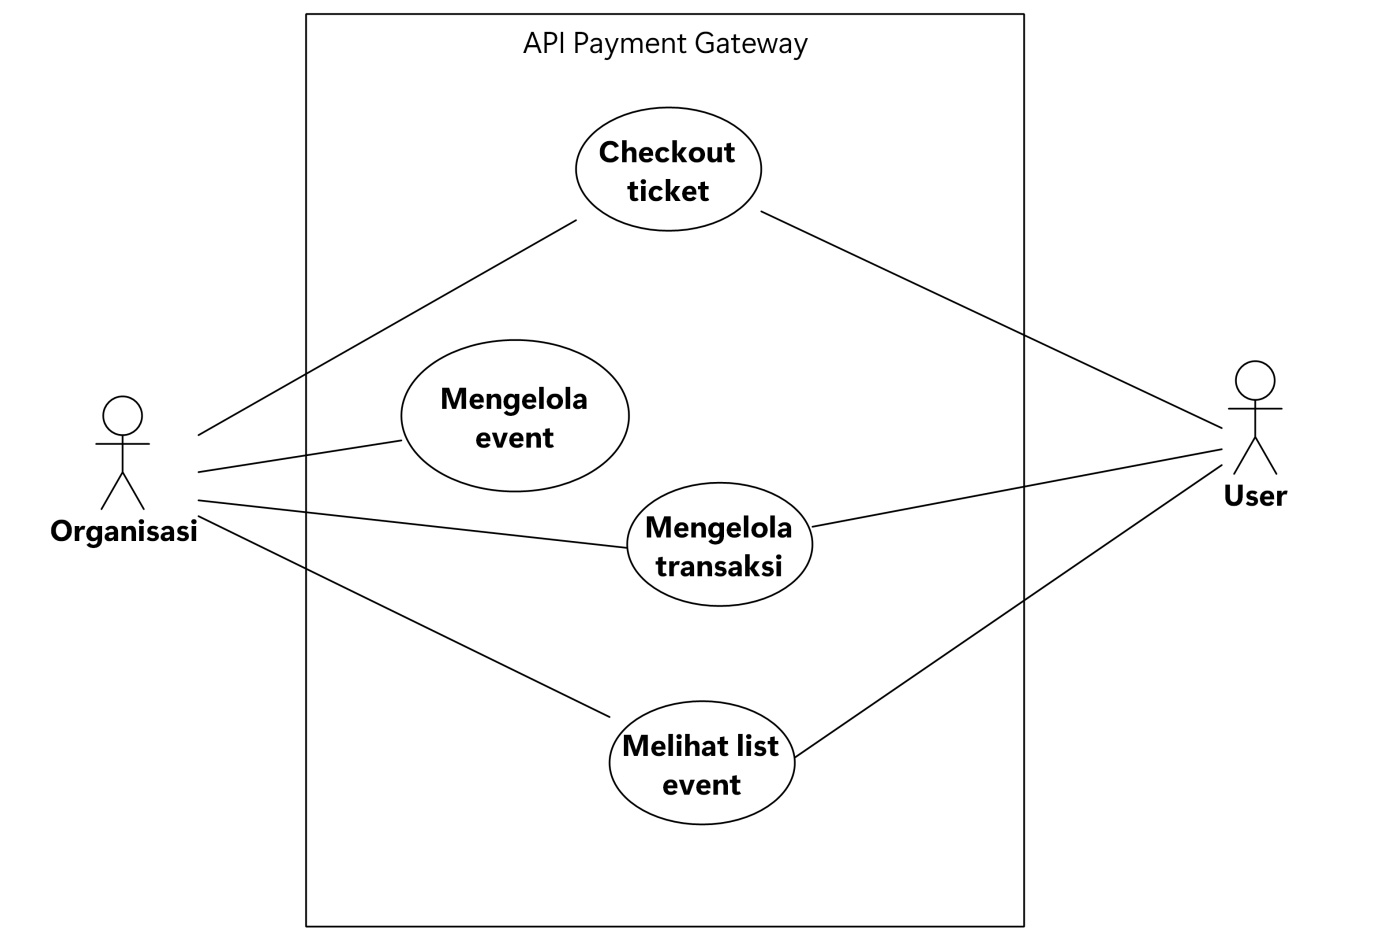 API Payment Gateway
Checkout
ticket
Mengelola
event
Mengelola
transaksi
Melihat list
event
Organisasi
User